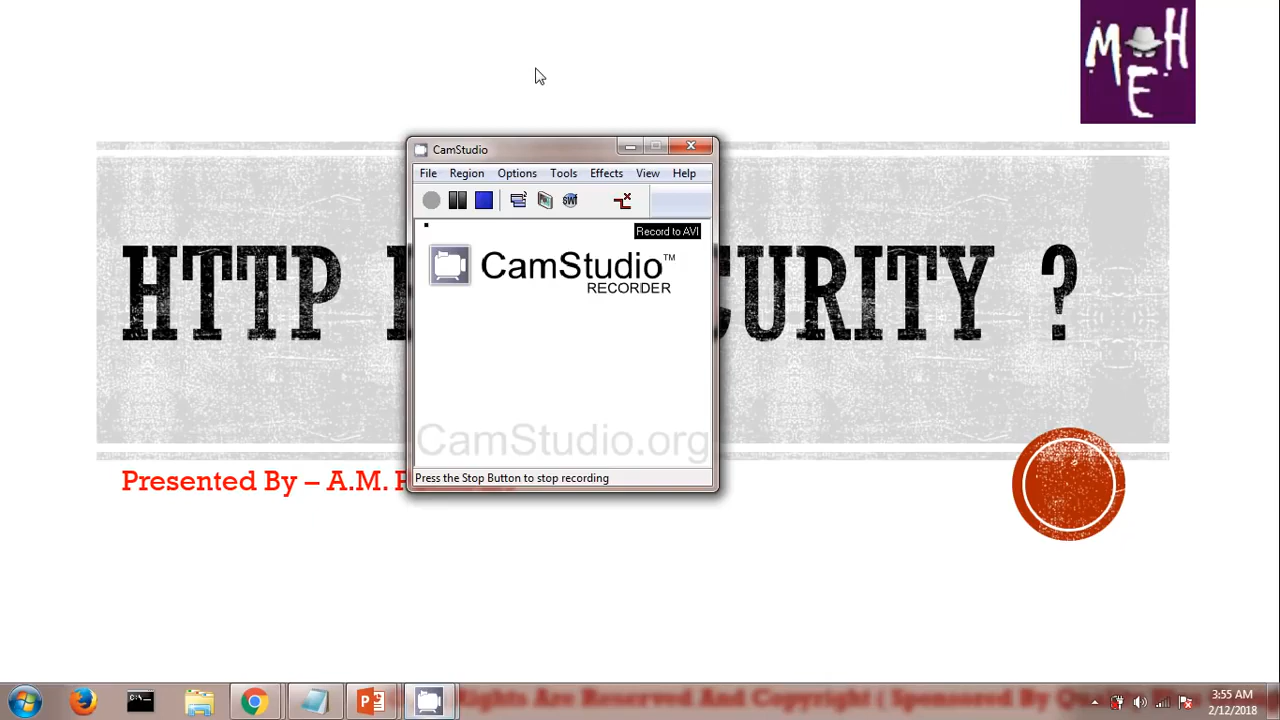 M H
E
CamStudio
File Region Options Tools Effects View Help
SWF
Record to AVI
CamStudio™
RECORDER
HTTP
CURITY ?
CamStudio.org
Press the Stop Button to stop recording
Presented By – A.M.
3:55 AM
2/12/2018